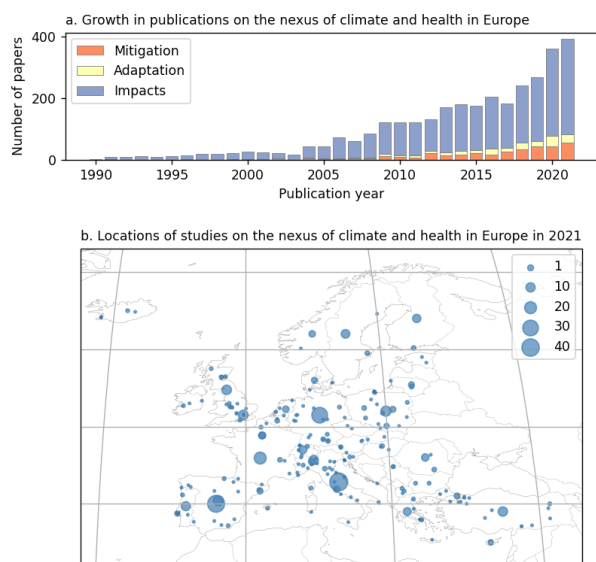 a. Growth in publications on the nexus of climate and health in Europe
400
200
0
Number of papers
Mitigation
Adaptation
Impacts
1990 1995 2000 2005 2010 2015 2020
Publication year
b. Locations of studies on the nexus of climate and health in Europe in 2021
1
10
20
30
40